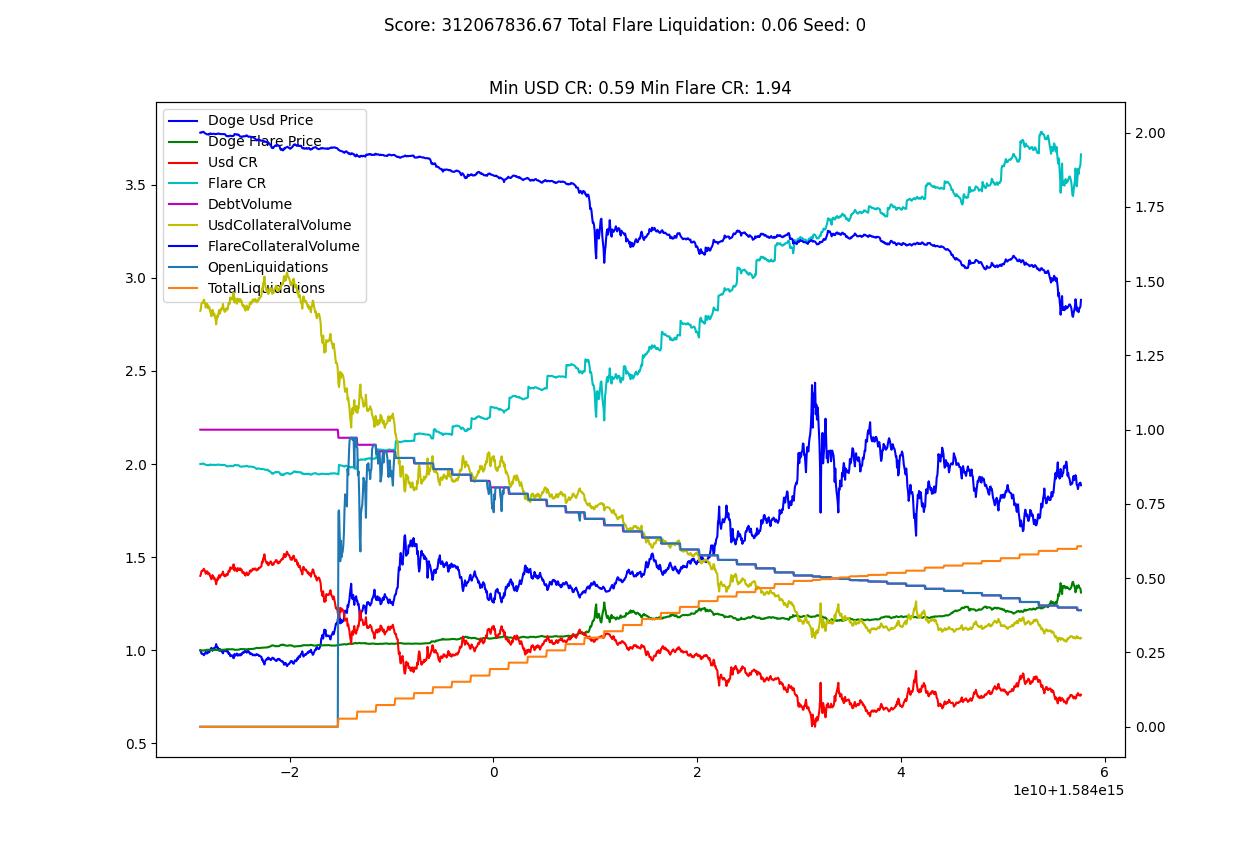 Score: 312067836.67 Total Flare Liquidation: 0.06 Seed: 0
Min USD CR: 0.59 Min Flare CR: 1.94
Doge Usd Price
Doge Flare Price
Usd CR
Flare CR
DebtVolume
UsdCollateralVolume
FlareCollateralVolume
OpenLiquidations
TotalLiquidations
3.5
3.0
2.5
2.0
1.5
1.0
0.5
2.00
1.75
1.50
1.25
1.00
0.75
0.50
0.25
0.00
−2 0 2 4 6
1e10+1.584e15